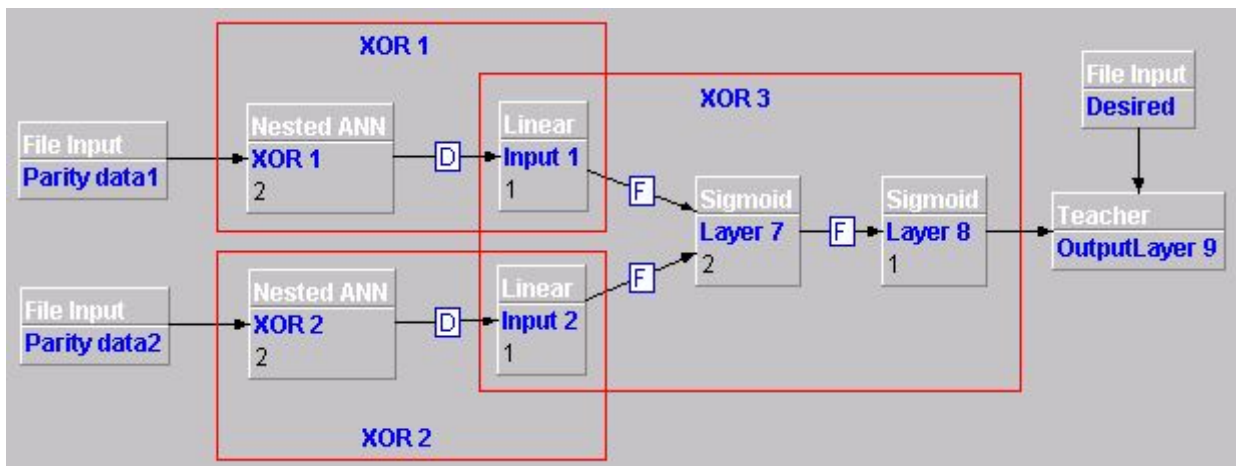 XOR 1
XOR 3
File Input
Desired
Nested ANN
XOR 1
2
D
Linear
Input 1
1
File Input
Parity data1
F
Sigmoid
Layer 7
2
F
Sigmoid
Layer 8
1
Teacher
OutputLayer 9
F
File Input
Parity data2
Nested ANN
XOR 2
2
D
Linear
Input 2
1
XOR 2